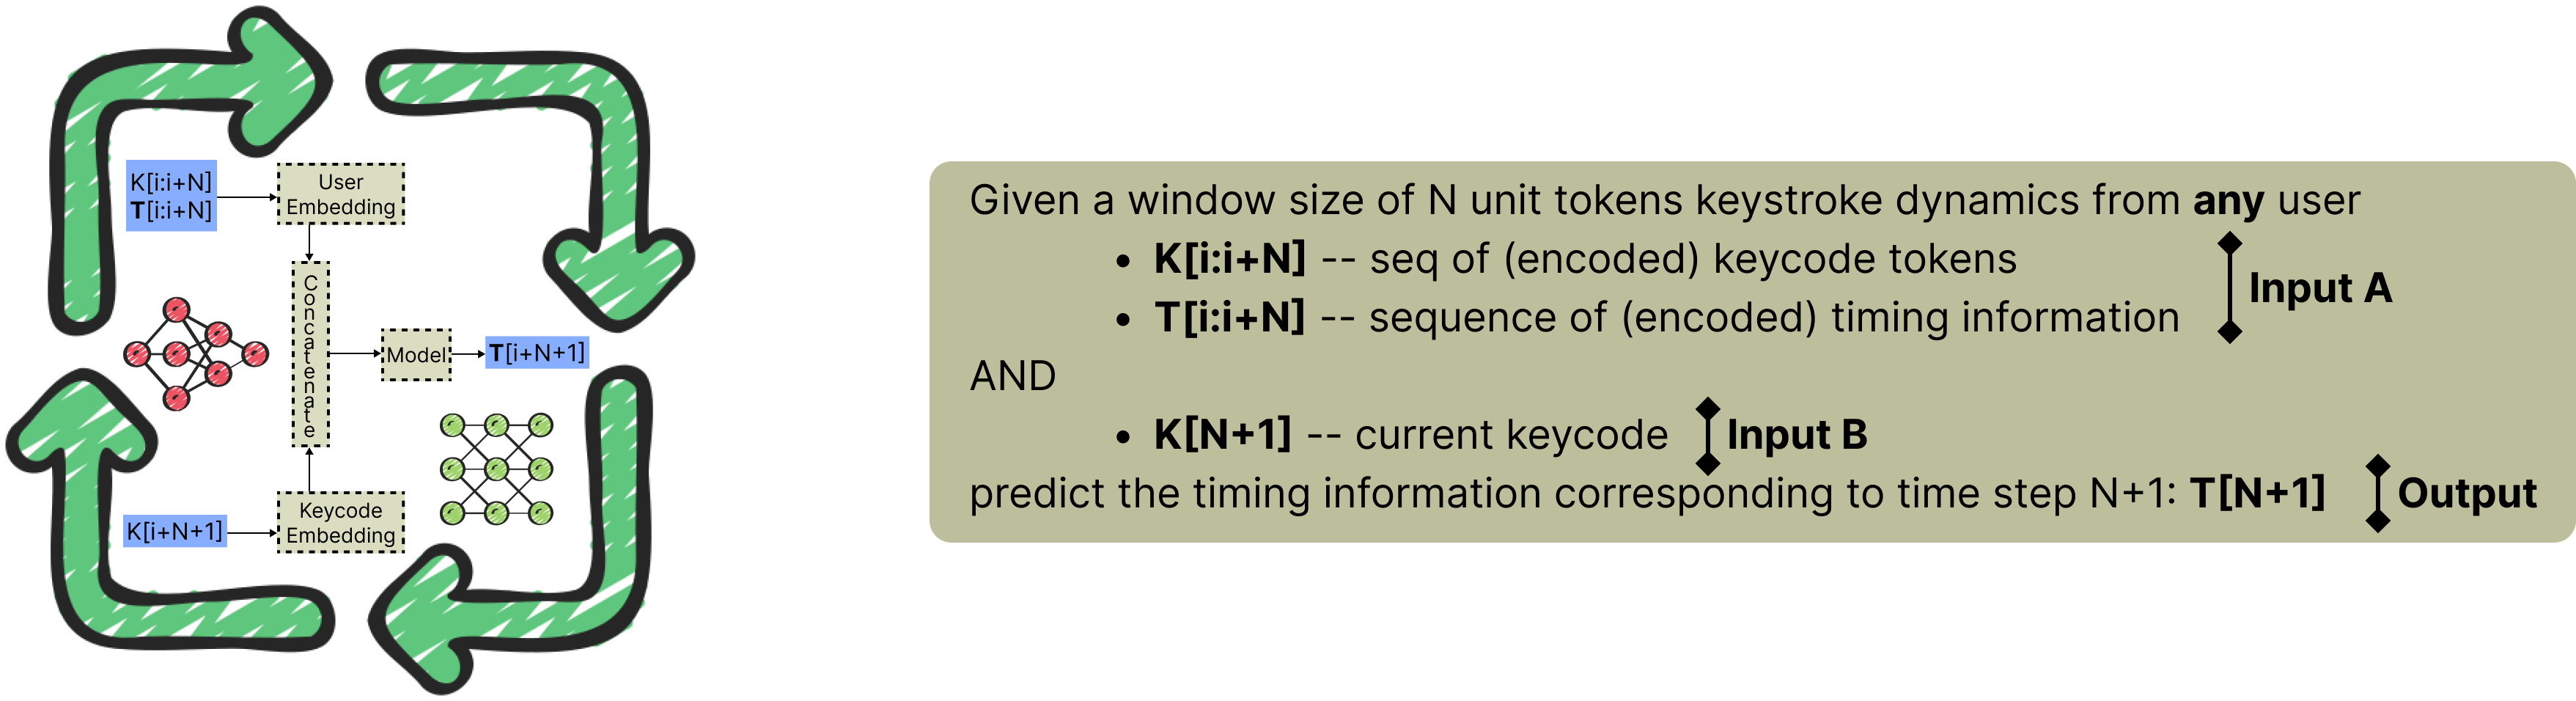 K[i:i+N]
T[i:i+N]
User
Embedding
Concatenate
Model
T[i+N+1]
Keycode
Embedding
K[i+N+1]
Given a window size of N unit tokens keystroke dynamics from any user
• K[i:i+N] -- seq of (encoded) keycode tokens
• T[i:i+N] -- sequence of (encoded) timing information
Input A
AND
• K[N+1] -- current keycode
Input B
predict the timing information corresponding to time step N+1: T[N+1]
Output